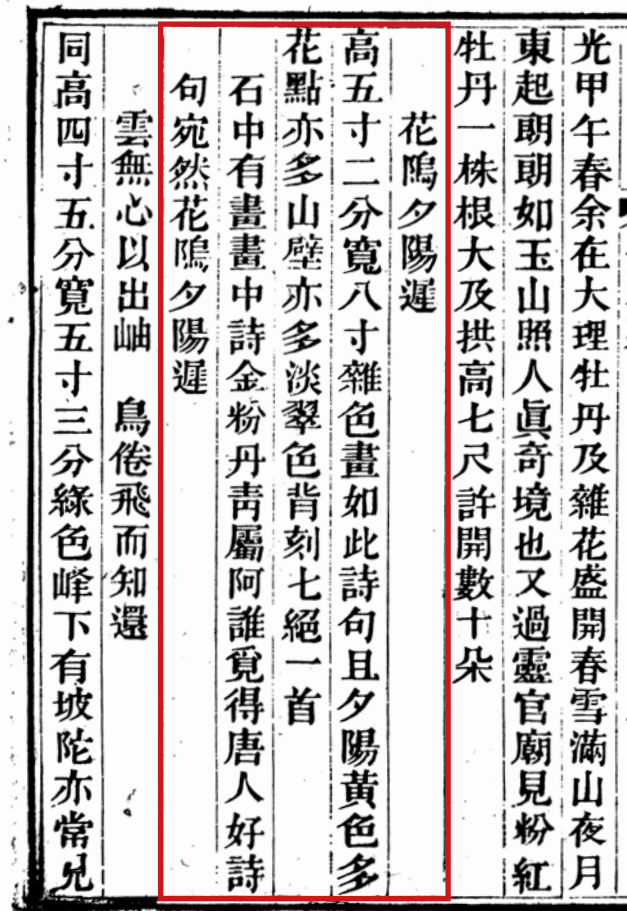 光甲午春余在大理牡丹及雜花盛開春雪滿山夜月
東起朗朗如玉山照人眞奇境也又過靈官廟見粉紅
牡丹一株根大及拱高七尺許開數十朵
花隖夕陽遲
高五寸二分寬八寸雜色畫如此詩句且夕陽黃色多
花點亦多山壁亦多淡翠色背刻七絕一首
石中有畫畫中詩金粉丹靑屬阿誰覓得唐人好詩
句宛然花隖夕陽遲
雲無心以出岫　鳥倦飛而知還
同高四寸五分寬五寸三分綠色峰下有坡陀亦常見